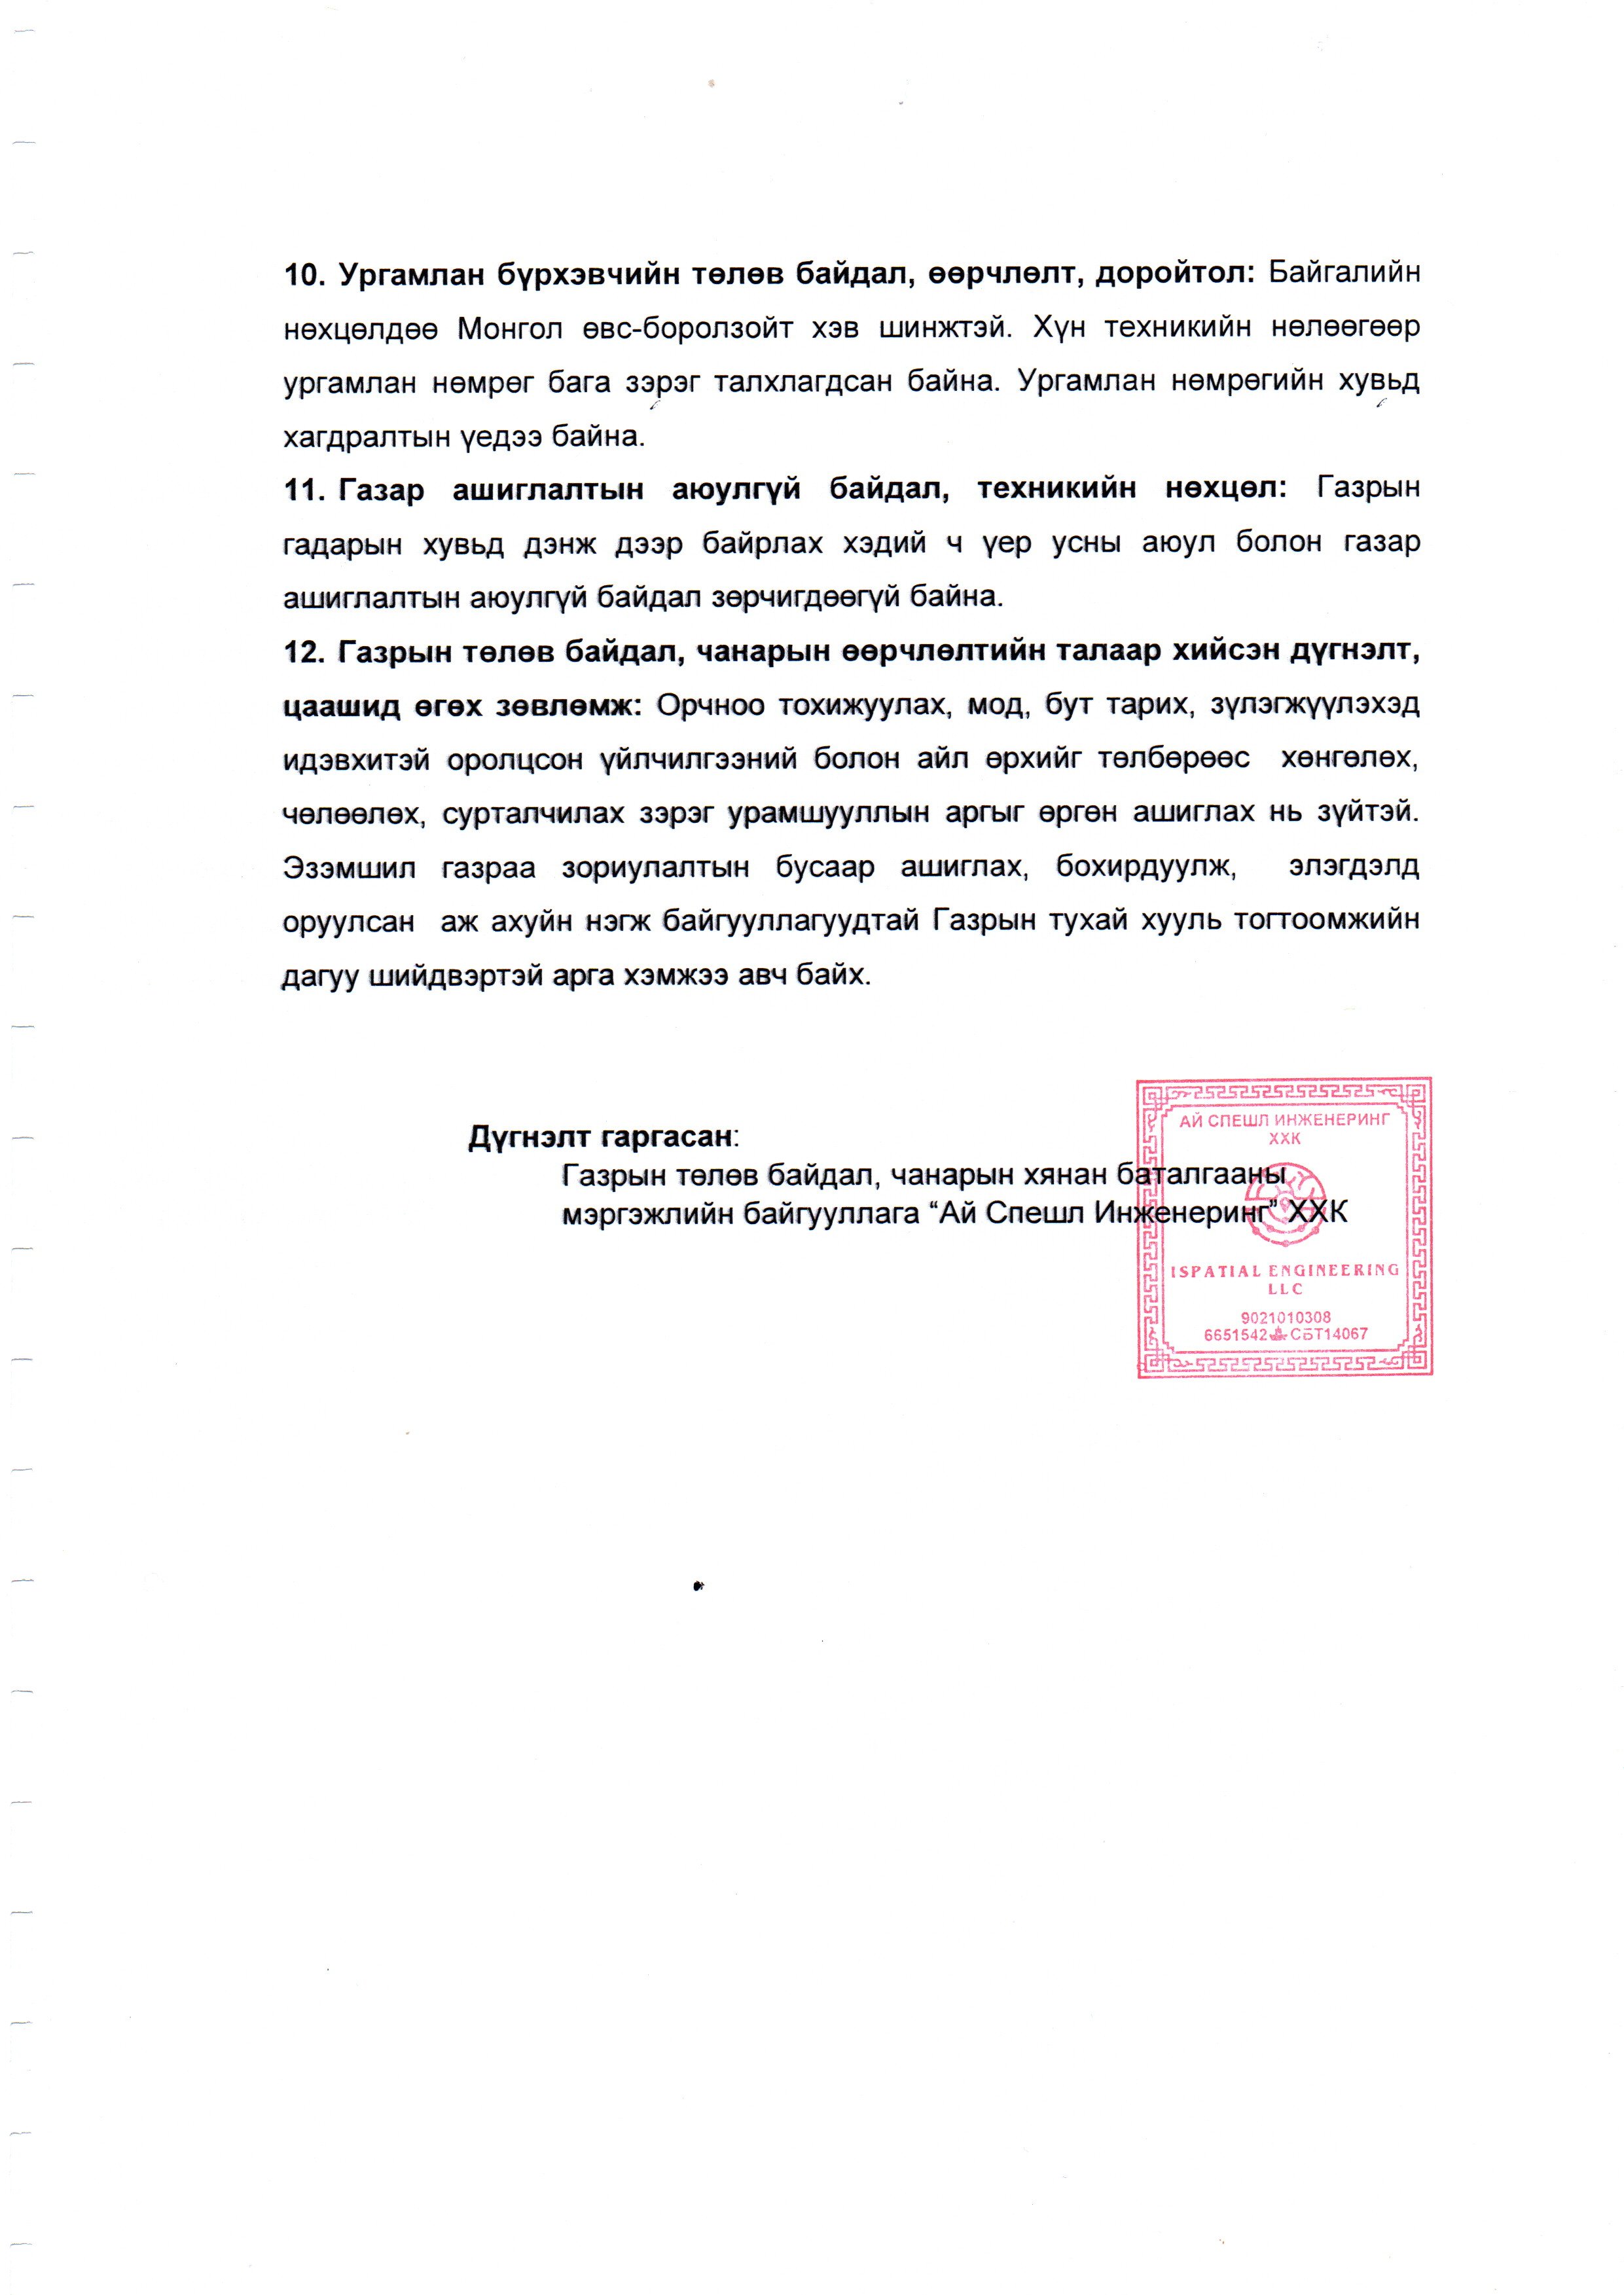 10. Ургамлан бүрхэвчийн төлөв байдал, өөрчлөлт, доройтол: Байгалийн
нөхцөлдөө Монгол өвс-боролзойт хэв шинжтэй. Хүн техникийн нөлөөгөөр
ургамлан нөмрөг бага зэрэг талхлагдсан байна. Ургамлан нөмрөгийн хувьд
хагдралтын үедээ байна.
11. Газар ашиглалтын аюулгүй байдал, техникийн нөхцөл: Газрын
гадарын хувьд дэнж дээр байрлах хэдий ч үер усны аюул болон газар
ашиглалтын аюулгүй байдал зөрчигдөөгүй байна.
12. Газрын төлөв байдал, чанарын өөрчлөлтийн талаар хийсэн дүгнэлт,
цаашид өгөх зөвлөмж: Орчноо тохижуулах, мод, бут тарих, зүлэгжүүлэхэд
идэвхитэй оролцсон үйлчилгээний болон айл өрхийг төлбөрөөс хөнгөлөх,
чөлөөлөх, сурталчилах зэрэг урамшууллын аргыг өргөн ашиглах нь зүйтэй.
Эзэмшил газраа зориулалтын бусаар ашиглах, бохирдуулж, элэгдэлд
оруулсан аж ахуйн нэгж байгууллагуудтай Газрын тухай хууль тогтоомжийн
дагуу шийдвэртэй арга хэмжээ авч байх.
Дүгнэлт гаргасан:
Газрын төлөв байдал, чанарын хянан баталгааны
мэргэжлийн байгууллага “Ай Спешл Инженеринг” ХХК
АЙ СПЕШЛ ИНЖЕНЕРИНГ
ХХК
ISPATIAL ENGINEERING
LLC
9021010308
6651542 СБТ14067